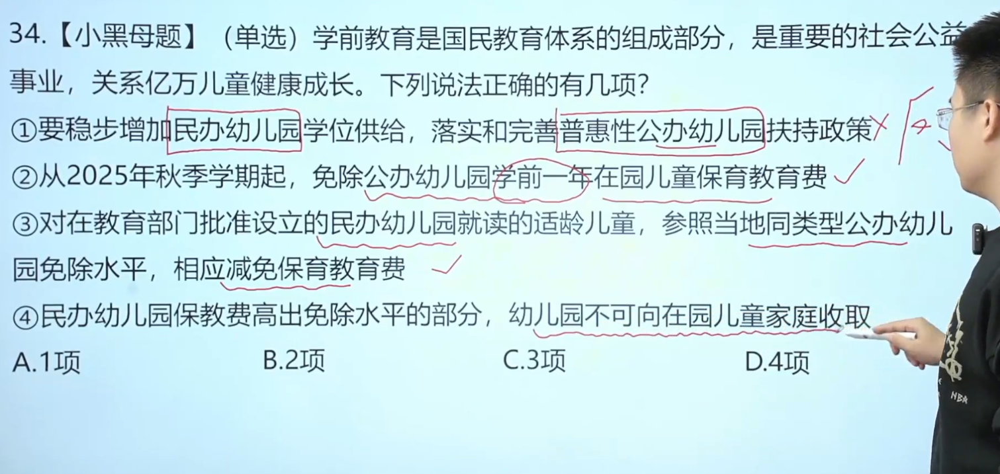 34.【小黑母题】（单选）学前教育是国民教育体系的组成部分，是重要的社会公益
事业，关系亿万儿童健康成长。下列说法正确的有几项？
①要稳步增加民办幼儿园学位供给，落实和完善普惠性公办幼儿园扶持政策
②从2025年秋季学期起，免除公办幼儿园学前一年在园儿童保育教育费
③对在教育部门批准设立的民办幼儿园就读的适龄儿童，参照当地同类型公办幼儿
园免除水平，相应减免保育教育费
④民办幼儿园保教费高出免除水平的部分，幼儿园不可向在园儿童家庭收取
A.1项 B.2项 C.3项 D.4项
NBA